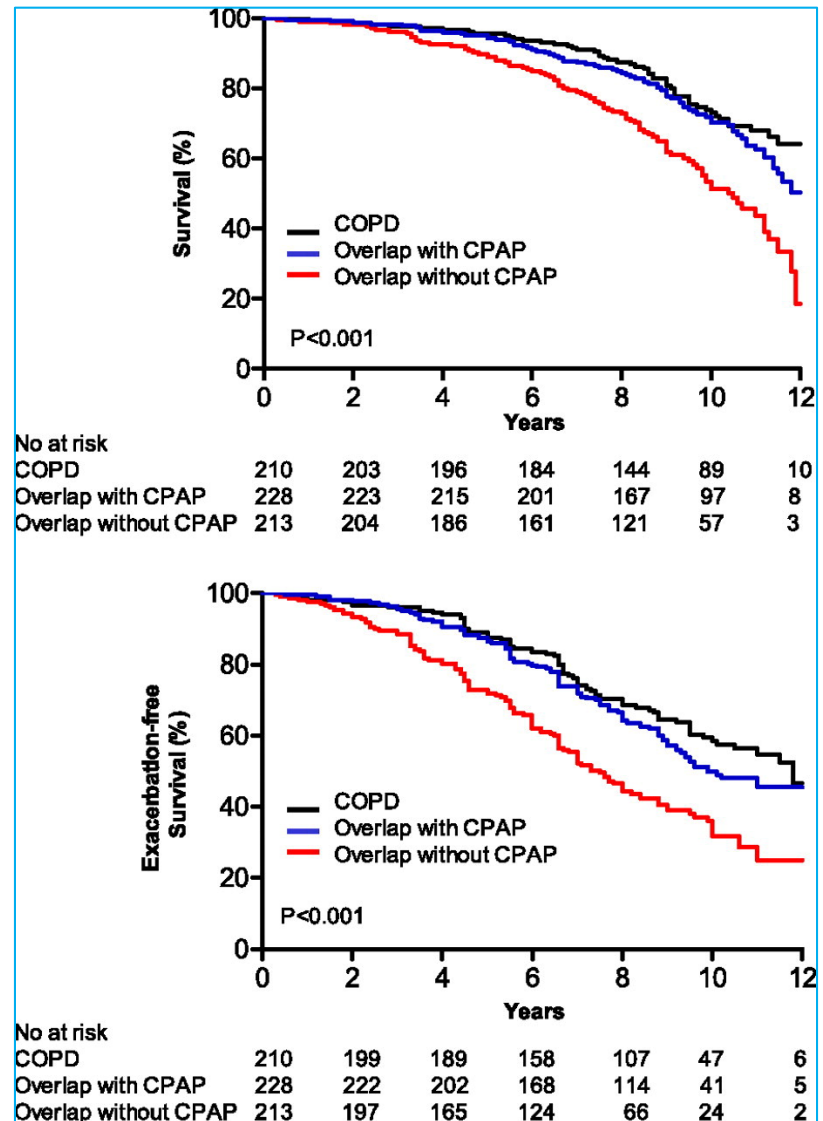 100
80
60
40
20
0
Survival (%)
COPD
Overlap with CPAP
Overlap without CPAP
P<0.001
0 2 4 6 8 10 12
Years
No at risk
COPD 210 203 196 184 144 89 10
Overlap with CPAP 228 223 215 201 167 97 8
Overlap without CPAP 213 204 186 161 121 57 3
100
80
60
40
20
0
Exacerbation-free
Survival (%)
COPD
Overlap with CPAP
Overlap without CPAP
P<0.001
0 2 4 6 8 10 12
Years
No at risk
COPD 210 199 189 158 107 47 6
Overlap with CPAP 228 222 202 168 114 41 5
Overlap without CPAP 213 197 165 124 66 24 2